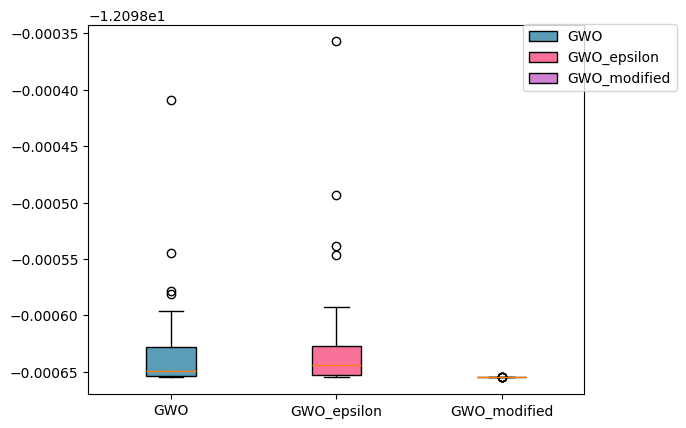 −1.2098e1
−0.00035
−0.00040
−0.00045
−0.00050
−0.00055
−0.00060
−0.00065
GWO
GWO_epsilon
GWO_modified
GWO
GWO_epsilon
GWO_modified